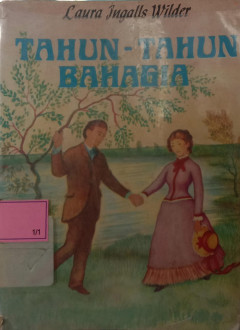 Laura Ingalls Wilder
TAHUN-TAHUN
BAHAGIA
1/1